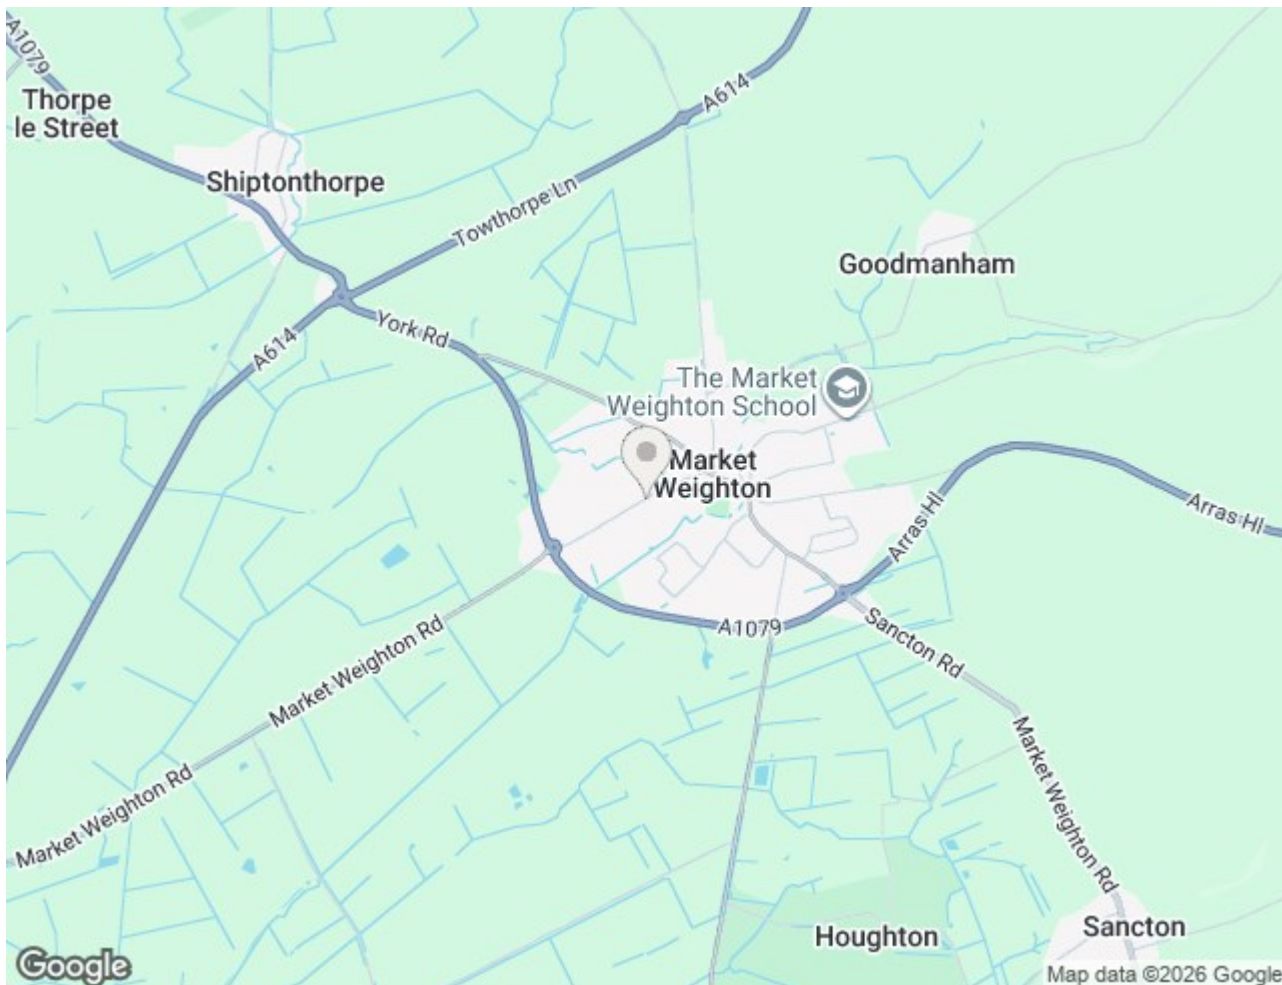 A1079
Thorpe
le Street
A614
Shiptonthorpe
Towthorpe Ln
Goodmanham
York Rd
A614
The Market
Weighton School
Market
Weighton
Arras Hl
Arras Hl
A1079
Sancton Rd
Market Weighton Rd
Market Weighton Rd
Market Weighton Rd
Houghton
Sancton
Google
Map data ©2026 Google